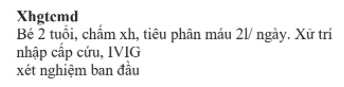 Xhgtcmd
Bé 2 tuổi, chấm xh, tiêu phân máu 2l/ ngày. Xử trí
nhập cấp cứu, IVIG
xét nghiệm ban đầu